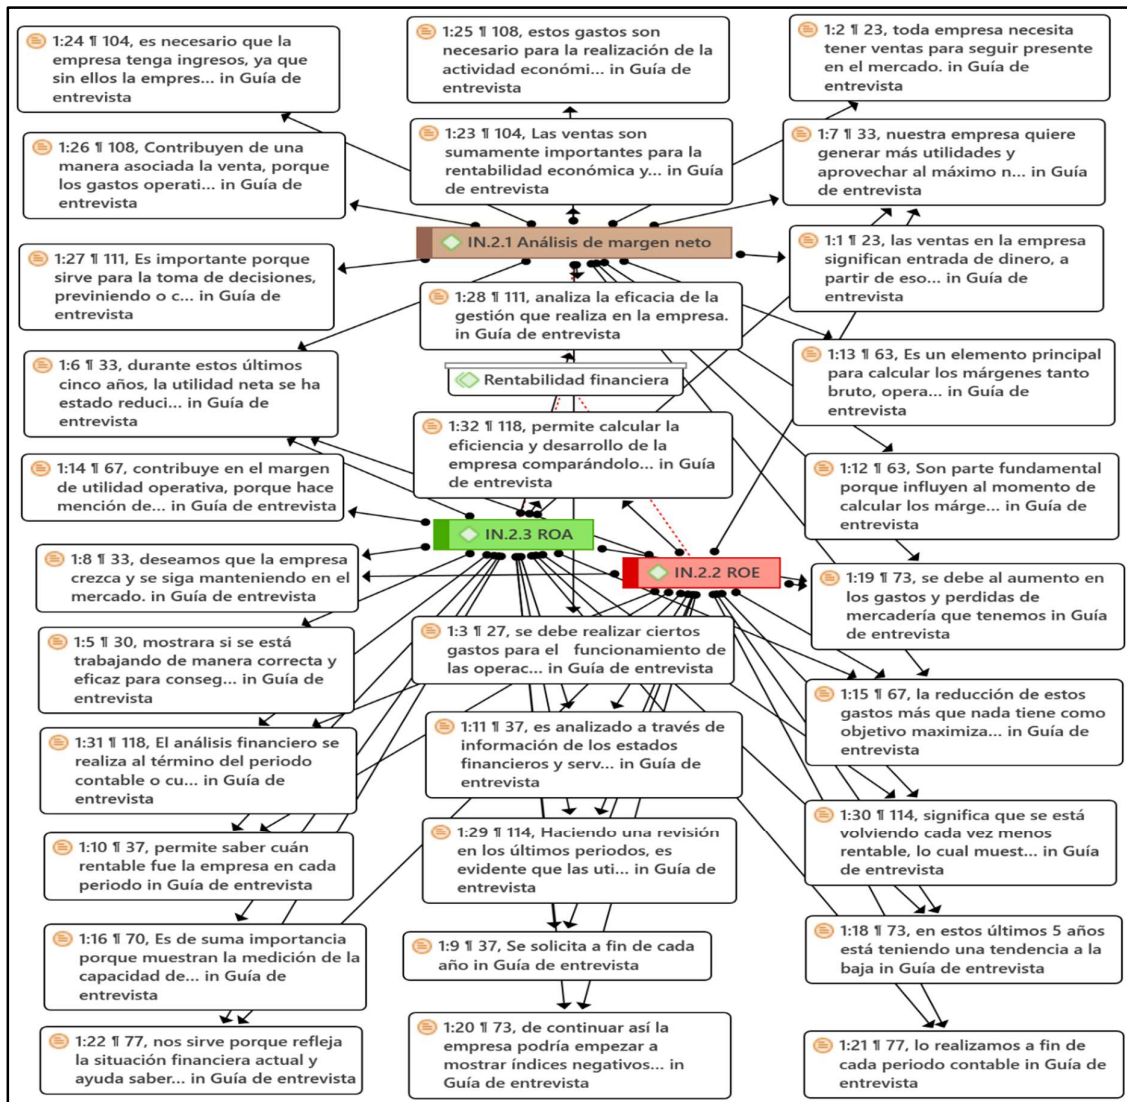 1:24 ¶ 104, es necesario que la
empresa tenga ingresos, ya que
sin ellos la empres... in Guía de
entrevista
1:25 ¶ 108, estos gastos son
necesario para la realización de la
actividad económi... in Guía de
entrevista
1:2 ¶ 23, toda empresa necesita
tener ventas para seguir presente
en el mercado. in Guía de
entrevista
1:26 ¶ 108, Contribuyen de una
manera asociada la venta, porque
los gastos operati... in Guía de
entrevista
1:23 ¶ 104, Las ventas son
sumamente importantes para la
rentabilidad económica y... in Guía
de entrevista
1:7 ¶ 33, nuestra empresa quiere
generar más utilidades y
aprovechar al máximo n... in Guía
de entrevista
IN.2.1 Análisis de margen neto
1:27 ¶ 111, Es importante porque
sirve para la toma de decisiones,
previniendo o c... in Guía de
entrevista
1:28 ¶ 111, analiza la eficacia de la
gestión que realiza en la empresa.
in Guía de entrevista
1:1 ¶ 23, las ventas en la empresa
significan entrada de dinero, a
partir de eso... in Guía de
entrevista
1:6 ¶ 33, durante estos últimos
cinco años, la utilidad neta se ha
estado reduci... in Guía de
entrevista
Rentabilidad financiera
1:13 ¶ 63, Es un elemento principal
para calcular los márgenes tanto
bruto, opera... in Guía de
entrevista
1:14 ¶ 67, contribuye en el margen
de utilidad operativa, porque hace
mención de... in Guía de entrevista
1:32 ¶ 118, permite calcular la
eficiencia y desarrollo de la
empresa comparándolo... in Guía
de entrevista
1:12 ¶ 63, Son parte fundamental
porque influyen al momento de
calcular los márge... in Guía de
entrevista
IN.2.3 ROA
IN.2.2 ROE
1:8 ¶ 33, deseamos que la empresa
crezca y se siga manteniendo en el
mercado. in Guía de entrevista
1:19 ¶ 73, se debe al aumento en
los gastos y perdidas de
mercadería que tenemos in Guía
de entrevista
1:5 ¶ 30, mostrara si se está
trabajando de manera correcta y
eficaz para conseg... in Guía de
entrevista
1:3 ¶ 27, se debe realizar ciertos
gastos para el funcionamiento de
las operac... in Guía de entrevista
1:15 ¶ 67, la reducción de estos
gastos más que nada tiene como
objetivo maximiza... in Guía de
entrevista
1:31 ¶ 118, El análisis financiero se
realiza al término del periodo
contable o cu... in Guía de
entrevista
1:11 ¶ 37, es analizado a través de
información de los estados
financieros y serv... in Guía de
entrevista
1:30 ¶ 114, significa que se está
volviendo cada vez menos
rentable, lo cual muest... in Guía
de entrevista
1:10 ¶ 37, permite saber cuán
rentable fue la empresa en cada
periodo in Guía de entrevista
1:29 ¶ 114, Haciendo una revisión
en los últimos periodos, es
evidente que las uti... in Guía de
entrevista
1:18 ¶ 73, en estos últimos 5 años
está teniendo una tendencia a la
baja in Guía de entrevista
1:16 ¶ 70, Es de suma importancia
porque muestran la medición de la
capacidad de... in Guía de
entrevista
1:9 ¶ 37, Se solicita a fin de cada
año in Guía de entrevista
1:22 ¶ 77, nos sirve porque refleja
la situación financiera actual y
ayuda saber... in Guía de entrevista
1:20 ¶ 73, de continuar así la
empresa podría empezar a
mostrar índices negativos... in
Guía de entrevista
1:21 ¶ 77, lo realizamos a fin de
cada periodo contable in Guía de
entrevista